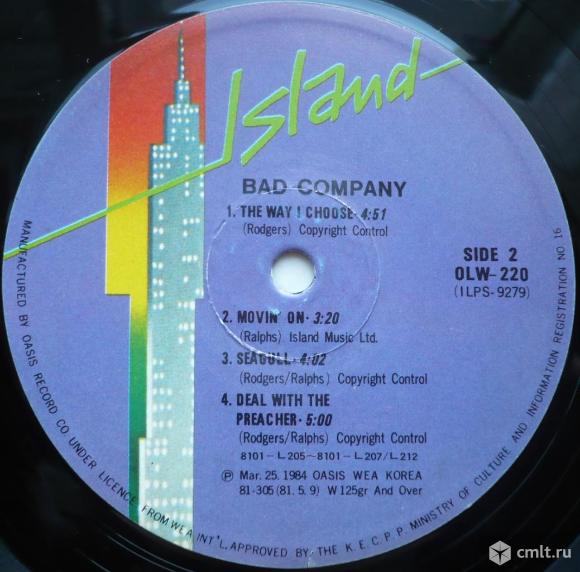 Island
BAD COMPANY
1. THE WAY I CHOOSE· 4:51
(Rodgers) Copyright Control
SIDE 2
OLW-220
(ILPS-9279)
2. MOVIN' ON· 3:20
(Ralphs) Island Music Ltd.
3. SEAGULL· 4:02
(Rodgers/Ralphs) Copyright Control
4. DEAL WITH THE
PREACHER· 5:00
(Rodgers/Ralphs) Copyright Control
8101-L205-8101-L207/L212
Ⓟ Mar. 25. 1984 OASIS WEA KOREA
81-305 (81. 5. 9) W 125gr And Over
MANUFACTURED BY OASIS RECORD CO UNDER LICENCE FROM WEA INT'L, APPROVED BY THE K.E.C.P.P. MINISTRY OF CULTURE AND INFORMATION REGISTRATION NO 16
cmlt.ru